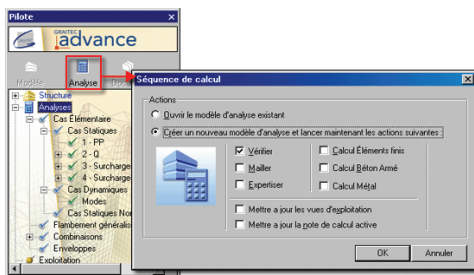 Pilote
GRAITEC
advance
Modèle
Analyse
Structure
Analyses
Cas Élémentaire
Cas Statiques
1 - PP
2 - Q
3 - Surcharge
4 - Surcharge
Cas Dynamiques
Modes
Cas Statiques Nor
Flambement généralis
Combinaisons
Enveloppes
Exploitation
Séquence de calcul
Actions
Ouvrir le modèle d'analyse existant
Créer un nouveau modèle d'analyse et lancer maintenant les actions suivantes :
Vérifier
Calcul Éléments finis
Mailler
Calcul Béton Armé
Expertiser
Calcul Métal
Mettre a jour les vues d'exploitation
Mettre a jour la note de calcul active
OK
Annuler